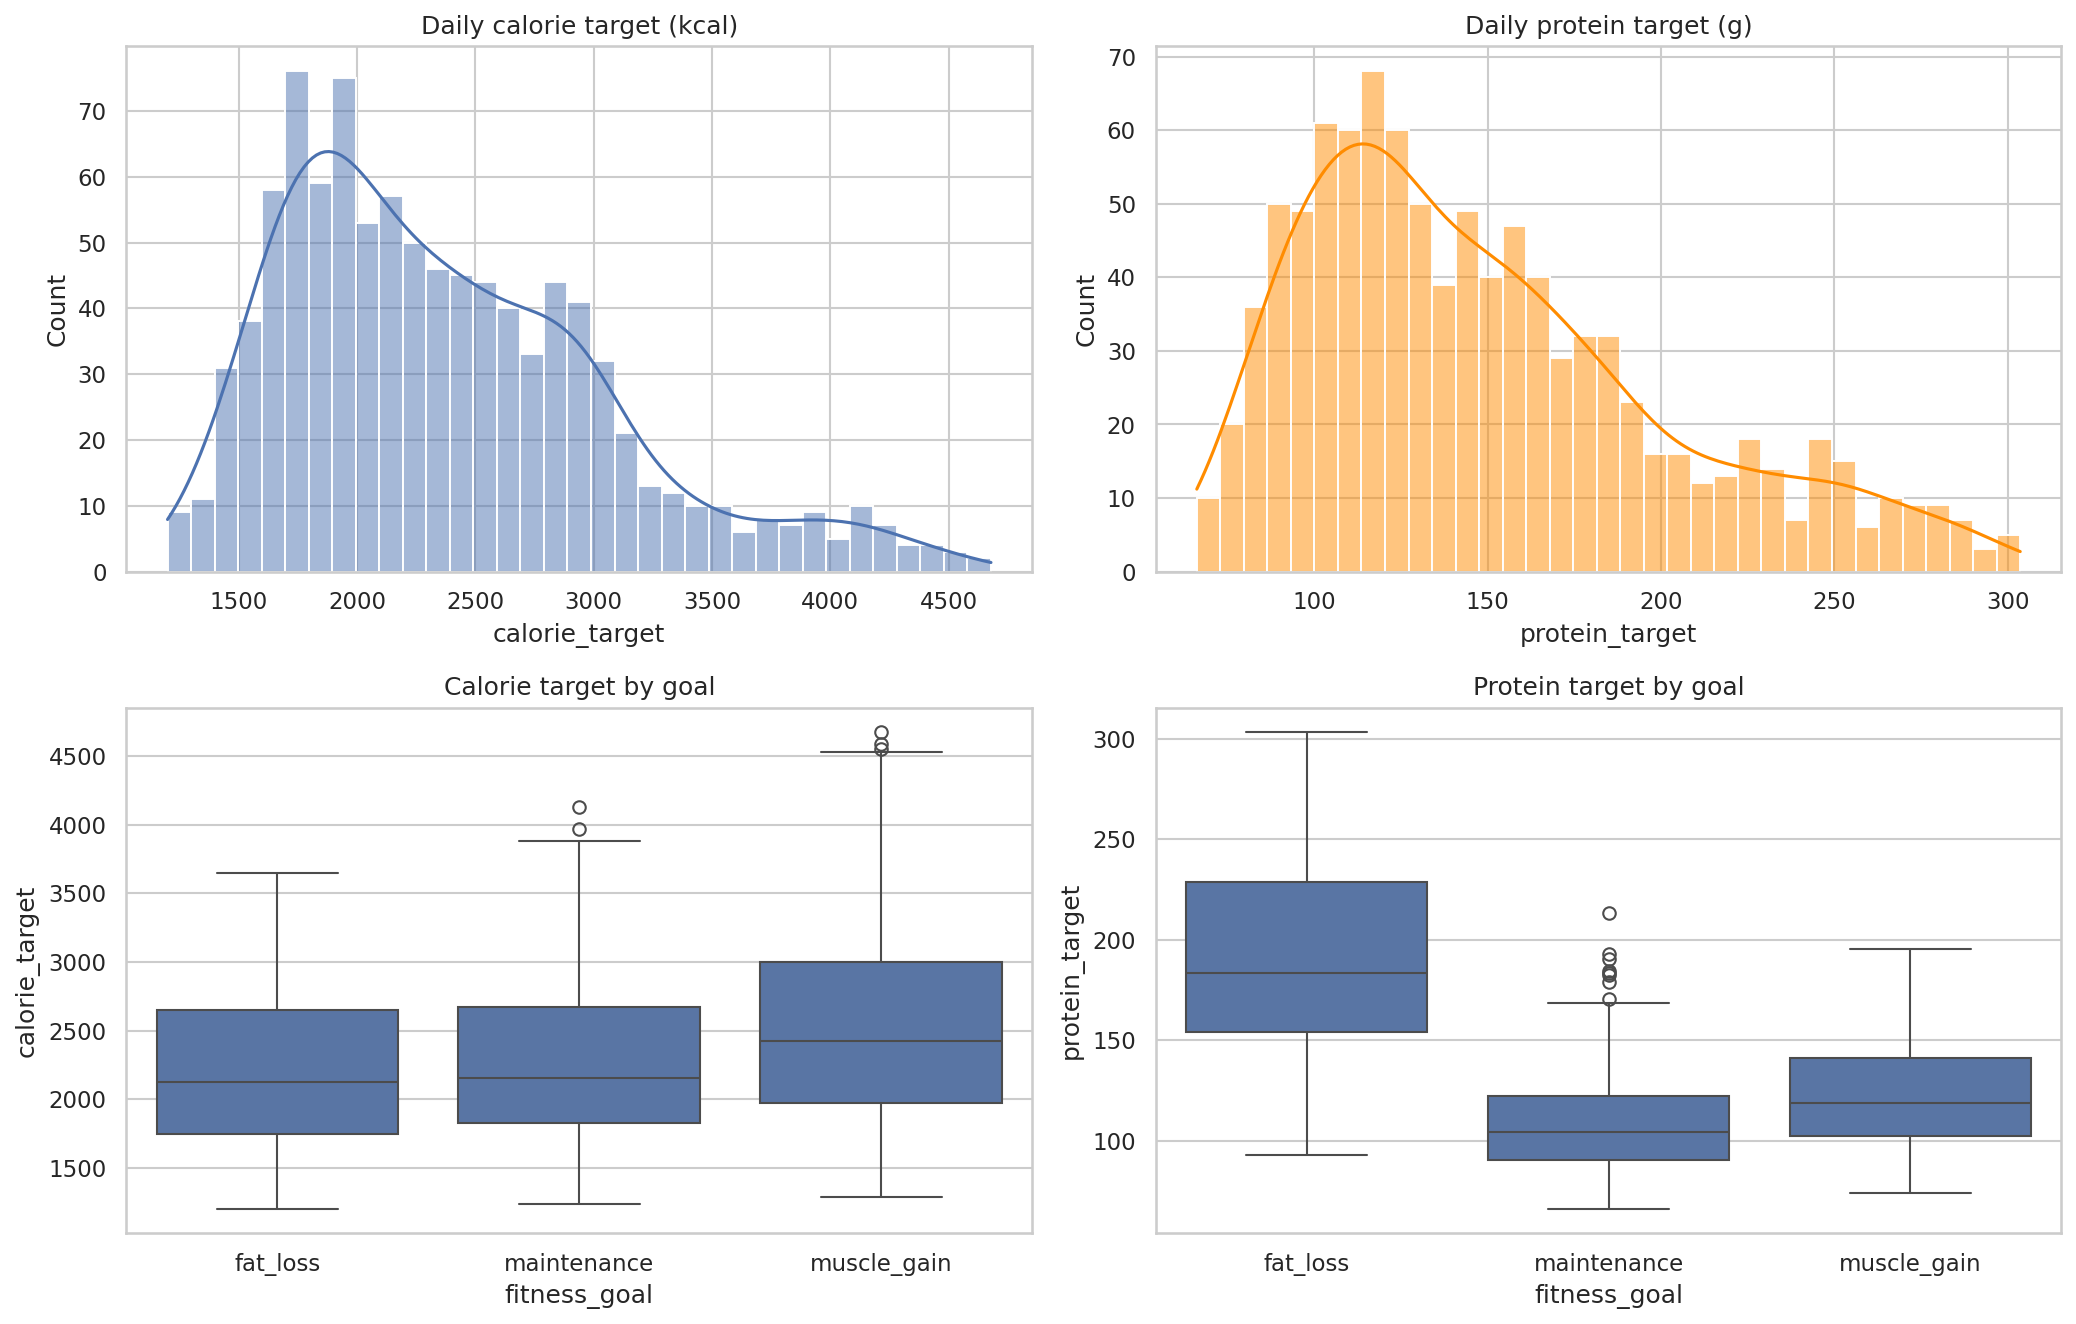 Daily calorie target (kcal)
Count
70
60
50
40
30
20
10
0
1500 2000 2500 3000 3500 4000 4500
calorie_target
Daily protein target (g)
Count
70
60
50
40
30
20
10
0
100 150 200 250 300
protein_target
Calorie target by goal
calorie_target
4500
4000
3500
3000
2500
2000
1500
fat_loss maintenance muscle_gain
fitness_goal
Protein target by goal
protein_target
300
250
200
150
100
fat_loss maintenance muscle_gain
fitness_goal